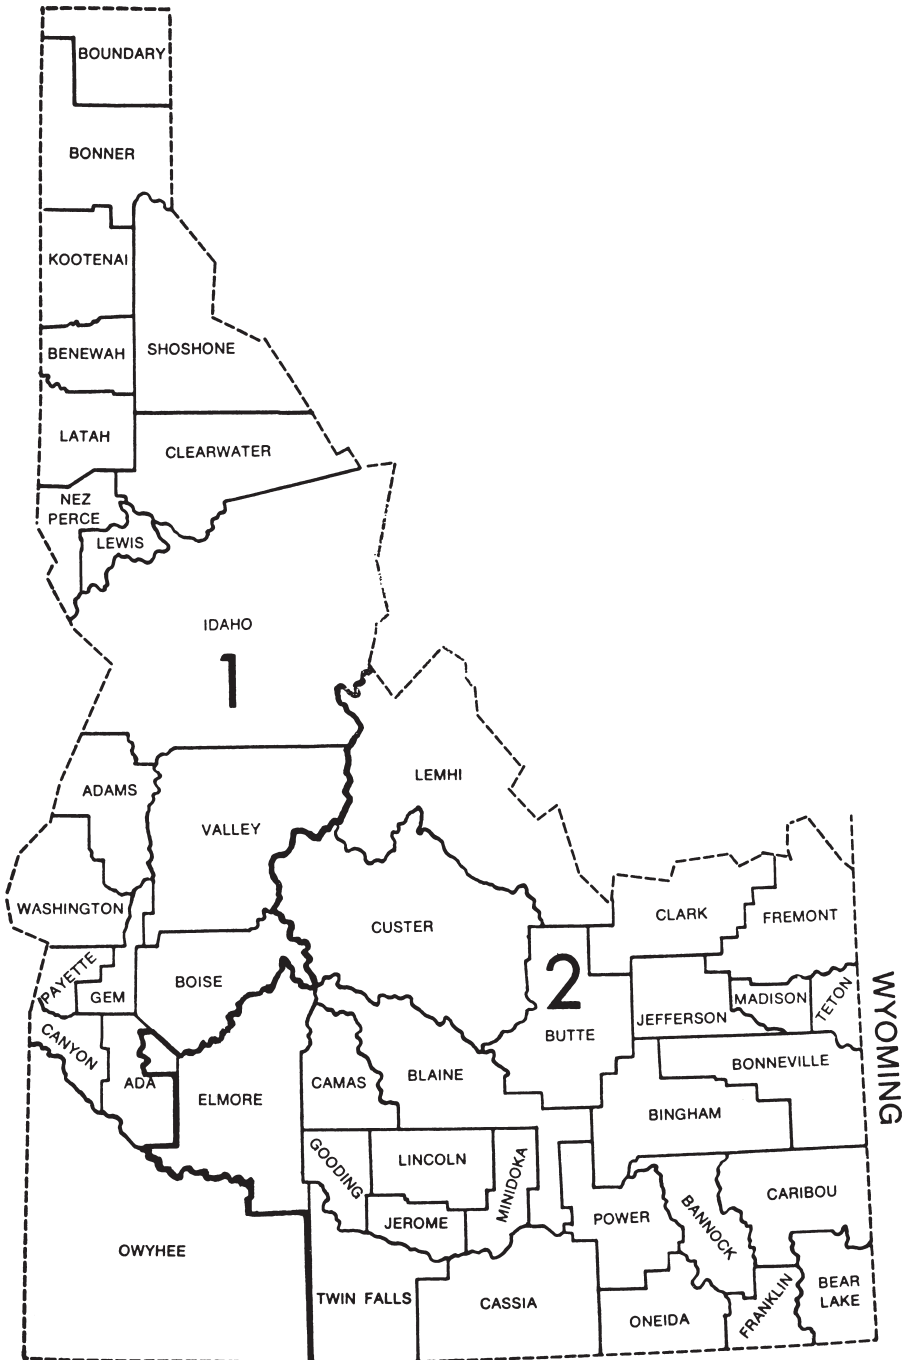 BOUNDARY
BONNER
KOOTENAI
BENEWAH
SHOSHONE
LATAH
CLEARWATER
NEZ
PERCE
LEWIS
IDAHO
1
LEMHI
ADAMS
VALLEY
WASHINGTON
CUSTER
CLARK
FREMONT
PAYETTE
GEM
BOISE
2
BUTTE
JEFFERSON
MADISON
TETON
WYOMING
CANYON
ADA
ELMORE
CAMAS
BLAINE
BONNEVILLE
BINGHAM
GOODING
LINCOLN
MINIDOKA
JEROME
POWER
BANNOCK
CARIBOU
OWYHEE
TWIN FALLS
CASSIA
ONEIDA
FRANKLIN
BEAR
LAKE